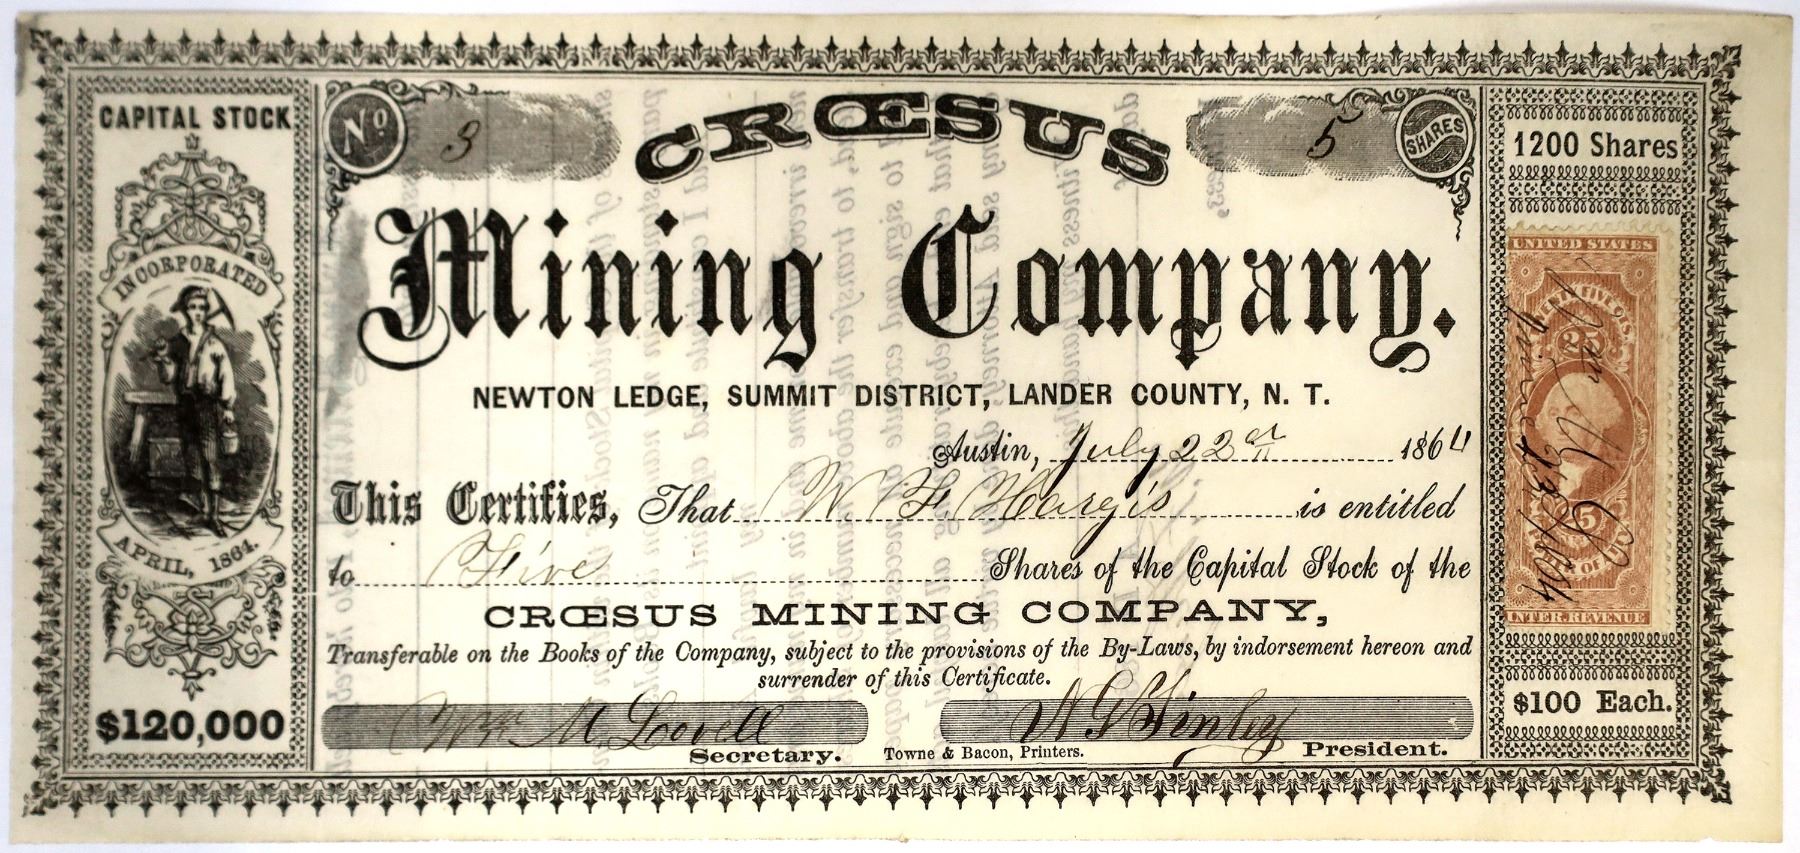 CAPITAL STOCK
INCORPORATED
APRIL, 1864.
$120,000
No 3
CRŒSUS
5 SHARES
Mining Company.
NEWTON LEDGE, SUMMIT DISTRICT, LANDER COUNTY, N. T.
Austin, July 22 1864
This Certifies, That W. F. Hargis is entitled
to Five Shares of the Capital Stock of the
CRŒSUS MINING COMPANY,
Transferable on the Books of the Company, subject to the provisions of the By-Laws, by indorsement hereon and
surrender of this Certificate.
Wm M Lovell
Secretary.
Towne & Bacon, Printers.
President.
1200 Shares
UNITED STATES
25
INTER. REVENUE
$100 Each.